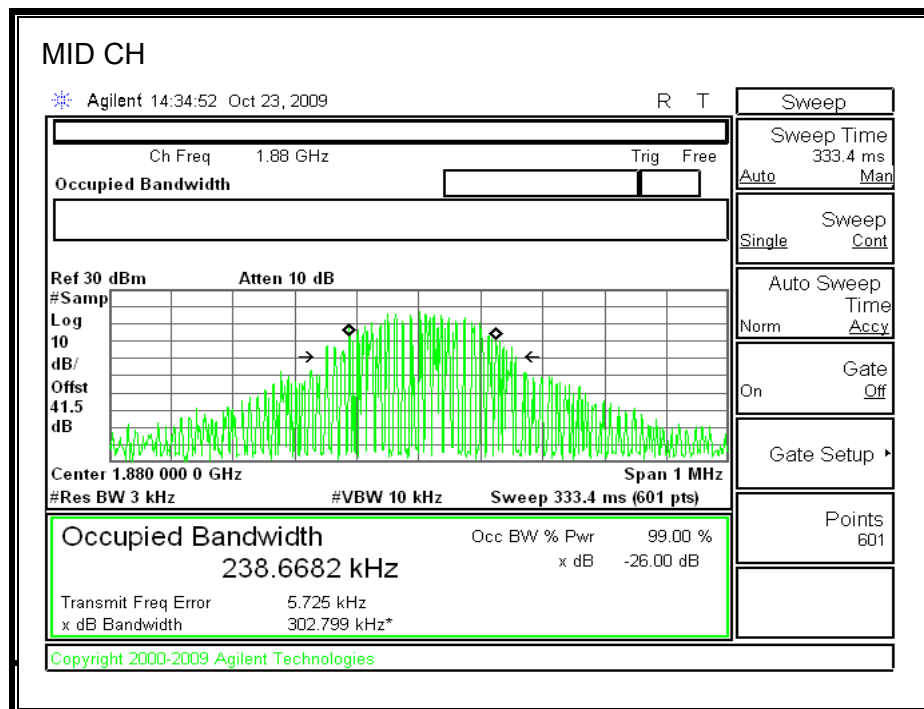 MID CH
Agilent 14:34:52 Oct 23, 2009 R T
Ch Freq 1.88 GHz Trig Free
Occupied Bandwidth
Ref 30 dBm Atten 10 dB
#Samp
Log
10
dB/
Offst
41.5
dB
Center 1.880 000 0 GHz Span 1 MHz
#Res BW 3 kHz #VBW 10 kHz Sweep 333.4 ms (601 pts)
Occupied Bandwidth Occ BW % Pwr 99.00 %
238.6682 kHz x dB -26.00 dB
Transmit Freq Error 5.725 kHz
x dB Bandwidth 302.799 kHz*
Copyright 2000-2009 Agilent Technologies
Sweep
Sweep Time
333.4 ms
Auto Man
Sweep
Single Cont
Auto Sweep
Time
Norm Accy
Gate
On Off
Gate Setup
Points
601